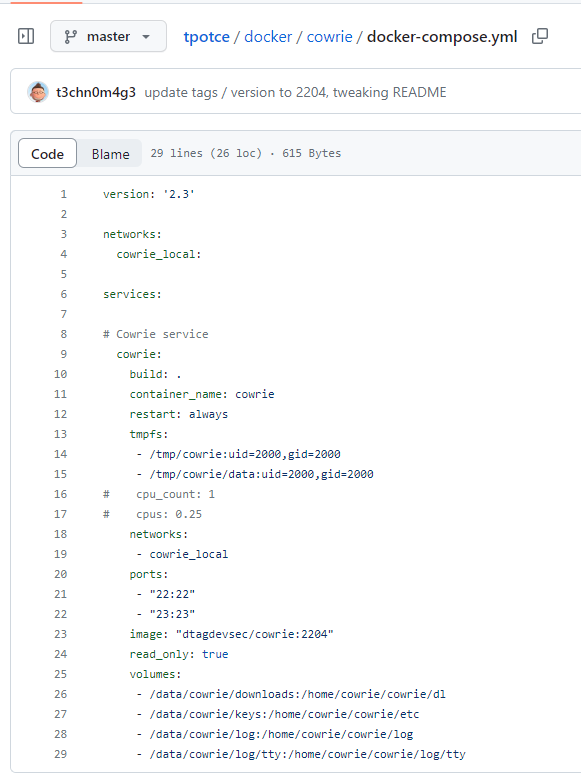 master
tpotce / docker / cowrie / docker-compose.yml
t3chn0m4g3 update tags / version to 2204, tweaking README
Code Blame 29 lines (26 loc) · 615 Bytes
1 version: '2.3'
2
3 networks:
4   cowrie_local:
5
6 services:
7
8 # Cowrie service
9   cowrie:
10     build: .
11     container_name: cowrie
12     restart: always
13     tmpfs:
14      - /tmp/cowrie:uid=2000,gid=2000
15      - /tmp/cowrie/data:uid=2000,gid=2000
16 #    cpu_count: 1
17 #    cpus: 0.25
18     networks:
19      - cowrie_local
20     ports:
21      - "22:22"
22      - "23:23"
23     image: "dtagdevsec/cowrie:2204"
24     read_only: true
25     volumes:
26      - /data/cowrie/downloads:/home/cowrie/cowrie/dl
27      - /data/cowrie/keys:/home/cowrie/cowrie/etc
28      - /data/cowrie/log:/home/cowrie/cowrie/log
29      - /data/cowrie/log/tty:/home/cowrie/cowrie/log/tty